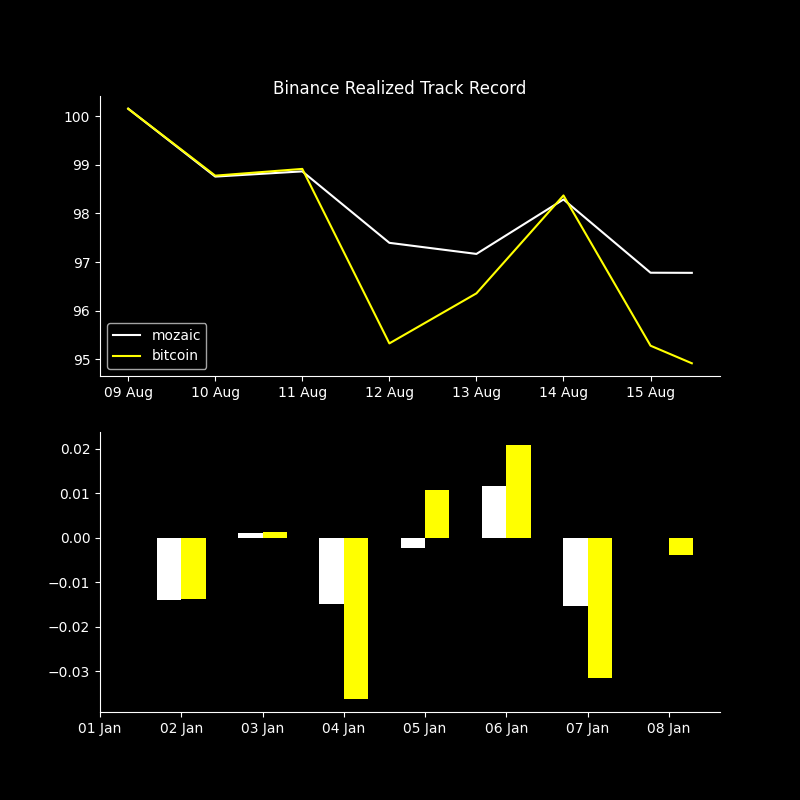 Binance Realized Track Record
100
99
98
97
96
95
mozaic
bitcoin
09 Aug 10 Aug 11 Aug 12 Aug 13 Aug 14 Aug 15 Aug
0.02
0.01
0.00
−0.01
−0.02
−0.03
01 Jan 02 Jan 03 Jan 04 Jan 05 Jan 06 Jan 07 Jan 08 Jan